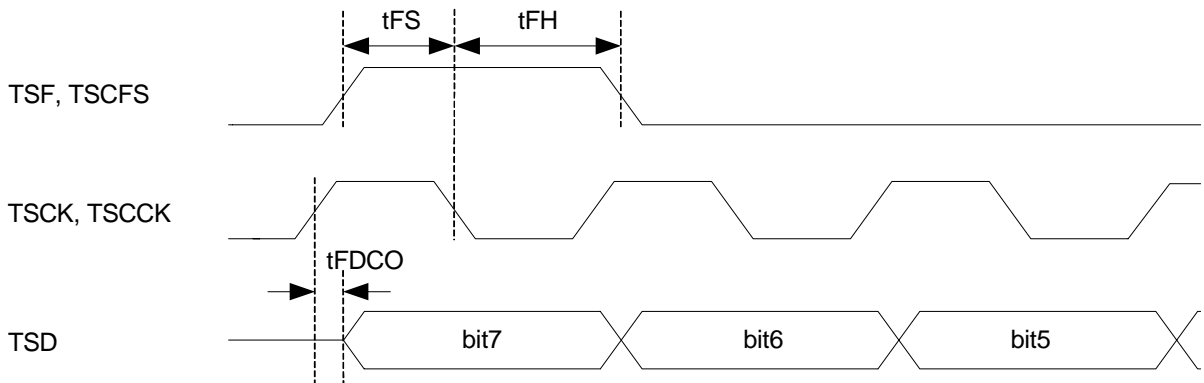 tFS tFH
TSF, TSCFS
TSCK, TSCCK
tFDCO
TSD bit7 bit6 bit5